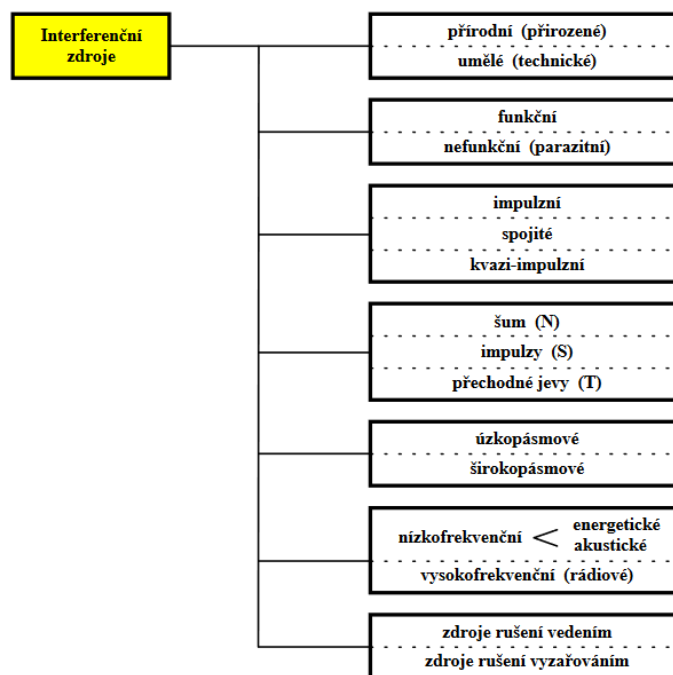 Interferenční
zdroje
přírodní (přirozené)
umělé (technické)
funkční
nefunkční (parazitní)
impulzní
spojité
kvazi-impulzní
šum (N)
impulzy (S)
přechodné jevy (T)
úzkopásmové
širokopásmové
nízkofrekvenční
energetické
akustické
vysokofrekvenční (rádiové)
zdroje rušení vedením
zdroje rušení vyzařováním